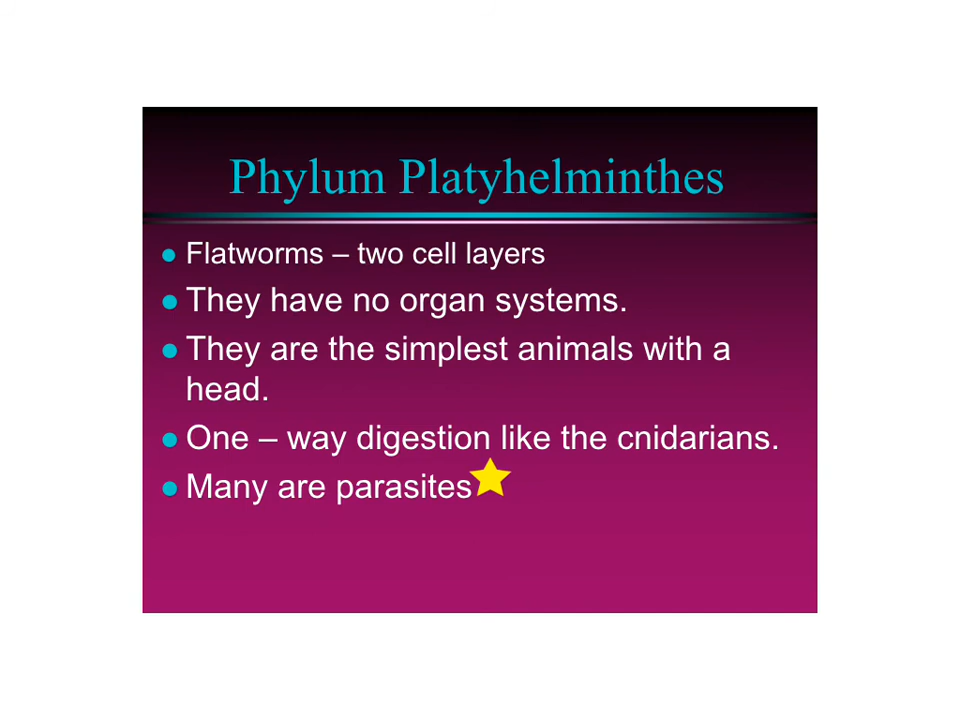 Phylum Platyhelminthes
Flatworms – two cell layers
They have no organ systems.
They are the simplest animals with a
head.
One – way digestion like the cnidarians.
Many are parasites